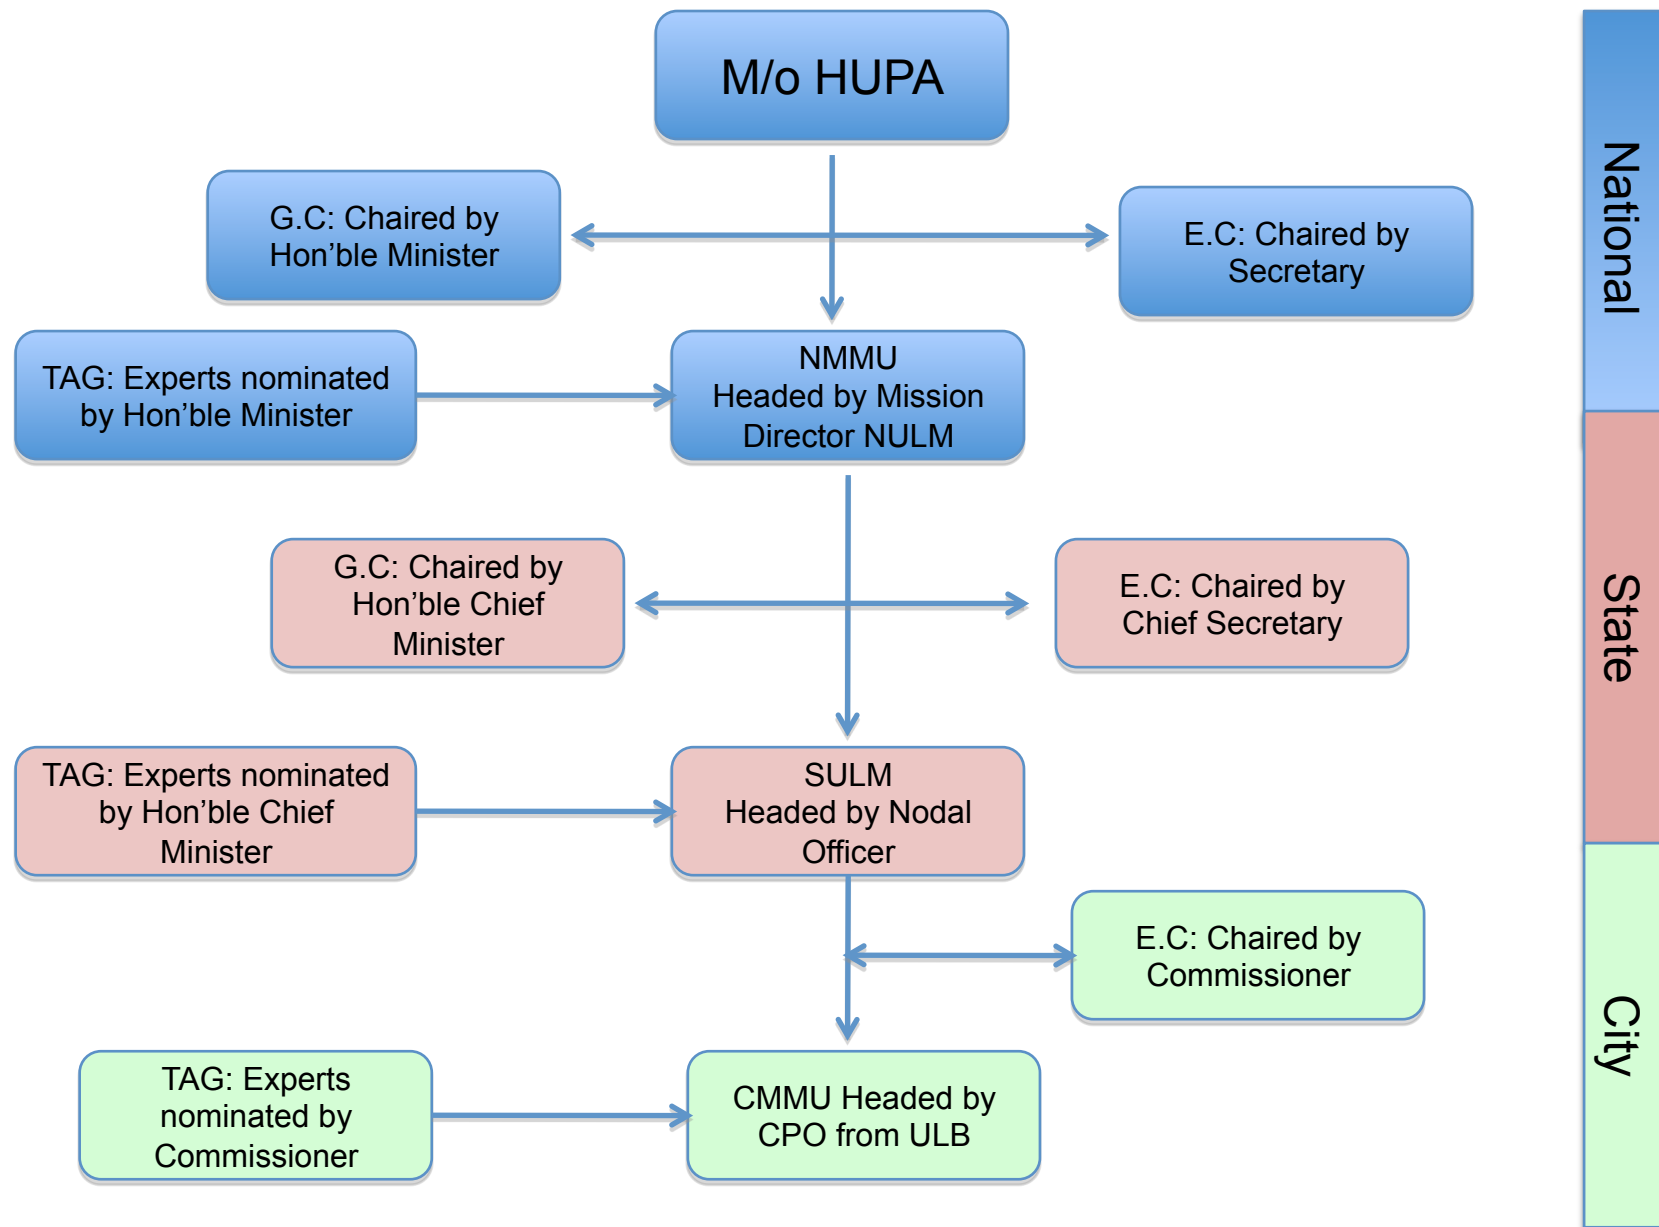 M/o HUPA
G.C: Chaired by
Hon’ble Minister
E.C: Chaired by
Secretary
TAG: Experts nominated
by Hon’ble Minister
NMMU
Headed by Mission
Director NULM
National
G.C: Chaired by
Hon’ble Chief
Minister
E.C: Chaired by
Chief Secretary
TAG: Experts nominated
by Hon’ble Chief
Minister
SULM
Headed by Nodal
Officer
State
E.C: Chaired by
Commissioner
TAG: Experts
nominated by
Commissioner
CMMU Headed by
CPO from ULB
City